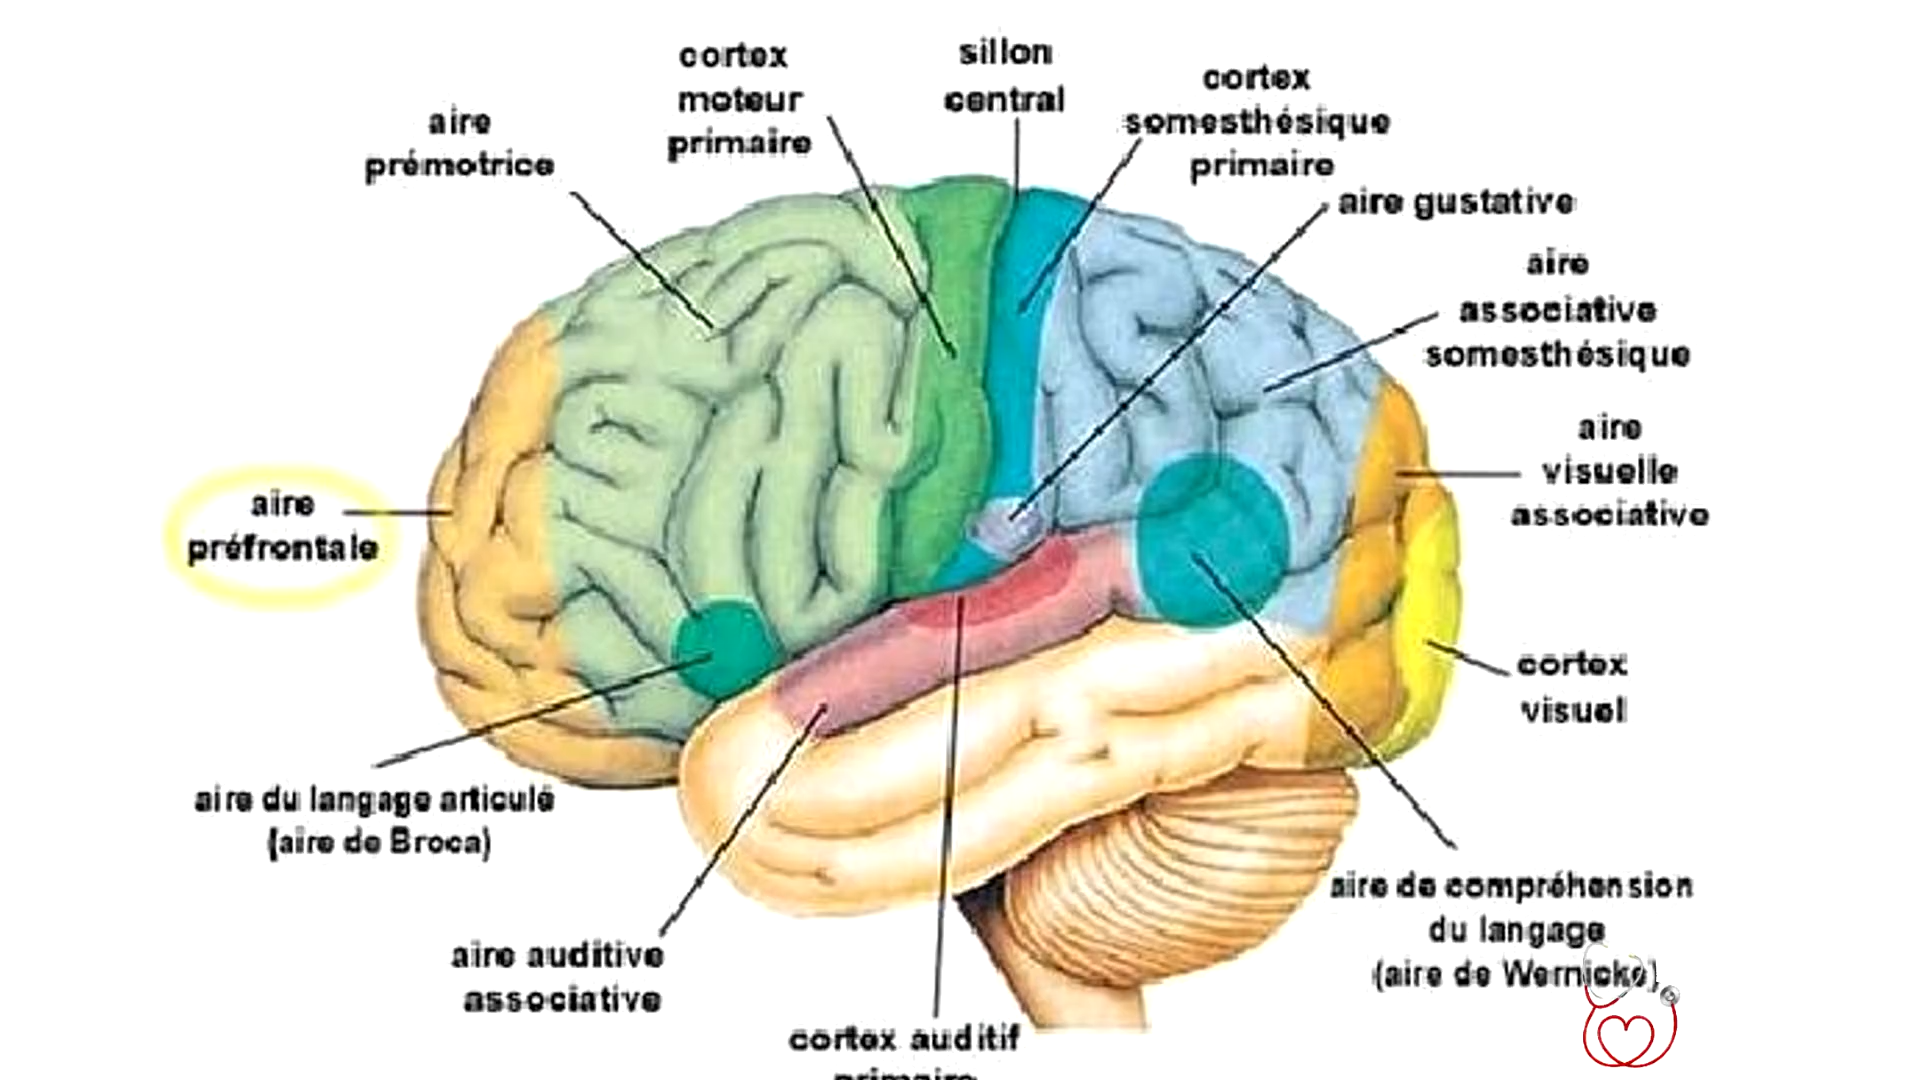 cortex
moteur
primaire
sillon
central
cortex
somesthésique
primaire
aire
prémotrice
aire gustative
aire
associative
somesthésique
aire
visuelle
associative
aire
préfrontale
cortex
visuel
aire du langage articulé
(aire de Broca)
aire de compréhension
du langage
(aire de Wernicke)
aire auditive
associative
cortex auditif
primaire